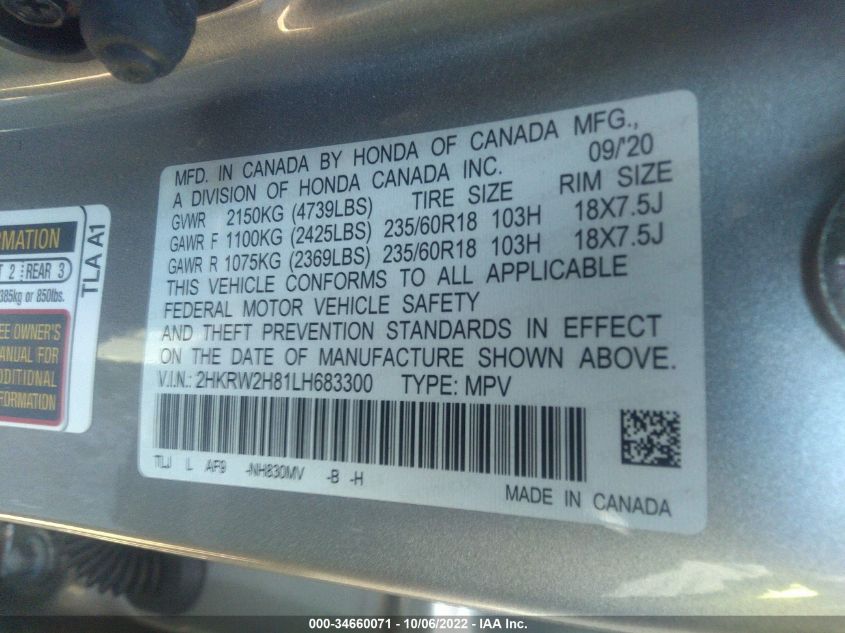 MFD. IN CANADA BY HONDA OF CANADA MFG.,
A DIVISION OF HONDA CANADA INC. 09/'20
GVWR 2150KG (4739LBS) TIRE SIZE RIM SIZE
GAWR F 1100KG (2425LBS) 235/60R18 103H 18X7.5J
GAWR R 1075KG (2369LBS) 235/60R18 103H 18X7.5J
THIS VEHICLE CONFORMS TO ALL APPLICABLE
FEDERAL MOTOR VEHICLE SAFETY
AND THEFT PREVENTION STANDARDS IN EFFECT
ON THE DATE OF MANUFACTURE SHOWN ABOVE.
V.I.N.: 2HKRW2H81LH683300 TYPE: MPV
TLJ L AF9 -NH830MV -B -H
MADE IN CANADA
RMATION
T 2 REAR 3
385kg or 850lbs.
TLA A1
EE OWNER'S
ANUAL FOR
DDITIONAL
FORMATION
000-34660071 - 10/06/2022 - IAA Inc.